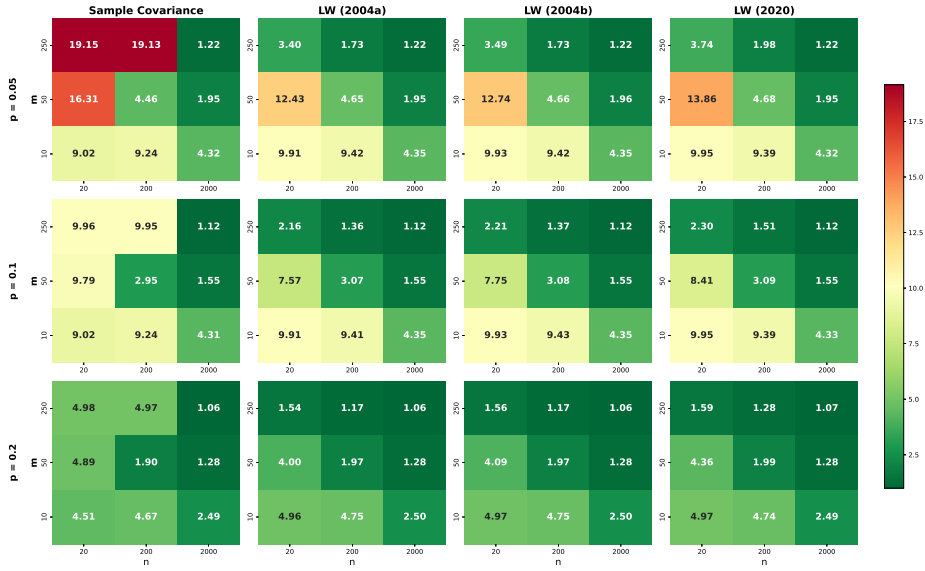 Sample Covariance LW (2004a) LW (2004b) LW (2020)
p = 0.05
m
250 19.15 19.13 1.22 250 3.40 1.73 1.22 250 3.49 1.73 1.22 250 3.74 1.98 1.22
50 16.31 4.46 1.95 50 12.43 4.65 1.95 50 12.74 4.66 1.96 50 13.86 4.68 1.95
10 9.02 9.24 4.32 10 9.91 9.42 4.35 10 9.93 9.42 4.35 10 9.95 9.39 4.32
20 200 2000 20 200 2000 20 200 2000 20 200 2000
p = 0.1
m
250 9.96 9.95 1.12 250 2.16 1.36 1.12 250 2.21 1.37 1.12 250 2.30 1.51 1.12
50 9.79 2.95 1.55 50 7.57 3.07 1.55 50 7.75 3.08 1.55 50 8.41 3.09 1.55
10 9.02 9.24 4.31 10 9.91 9.41 4.35 10 9.93 9.43 4.35 10 9.95 9.39 4.33
20 200 2000 20 200 2000 20 200 2000 20 200 2000
p = 0.2
m
250 4.98 4.97 1.06 250 1.54 1.17 1.06 250 1.56 1.17 1.06 250 1.59 1.28 1.07
50 4.89 1.90 1.28 50 4.00 1.97 1.28 50 4.09 1.97 1.28 50 4.36 1.99 1.28
10 4.51 4.67 2.49 10 4.96 4.75 2.50 10 4.97 4.75 2.50 10 4.97 4.74 2.49
20 200 2000 20 200 2000 20 200 2000 20 200 2000
n n n n
17.5
15.0
12.5
10.0
7.5
5.0
2.5